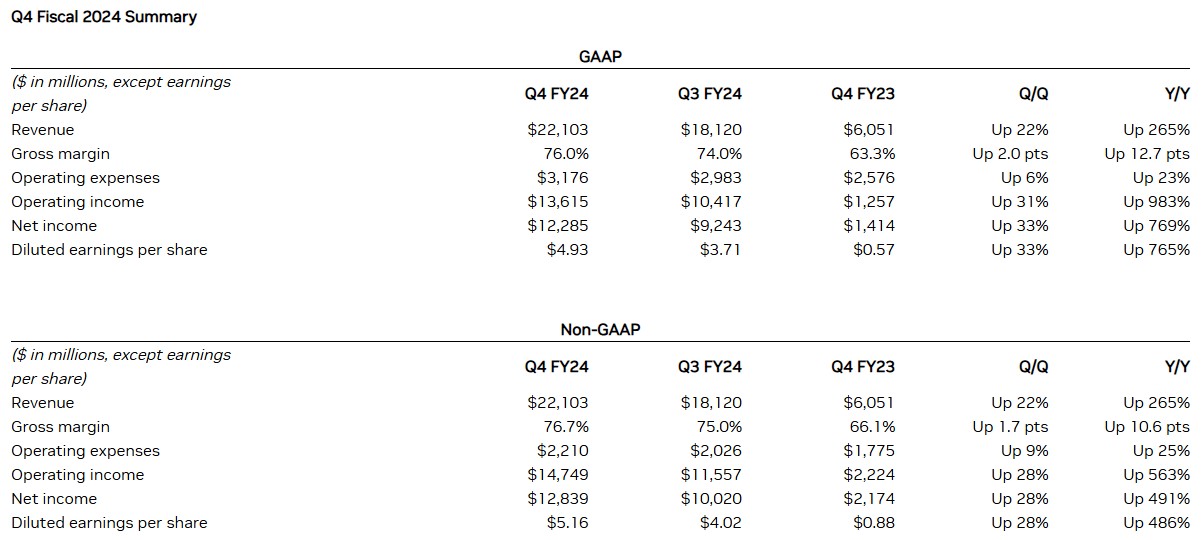 Q4 Fiscal 2024 Summary
GAAP
($ in millions, except earnings
per share) Q4 FY24 Q3 FY24 Q4 FY23 Q/Q Y/Y
Revenue $22,103 $18,120 $6,051 Up 22% Up 265%
Gross margin 76.0% 74.0% 63.3% Up 2.0 pts Up 12.7 pts
Operating expenses $3,176 $2,983 $2,576 Up 6% Up 23%
Operating income $13,615 $10,417 $1,257 Up 31% Up 983%
Net income $12,285 $9,243 $1,414 Up 33% Up 769%
Diluted earnings per share $4.93 $3.71 $0.57 Up 33% Up 765%
Non-GAAP
($ in millions, except earnings
per share) Q4 FY24 Q3 FY24 Q4 FY23 Q/Q Y/Y
Revenue $22,103 $18,120 $6,051 Up 22% Up 265%
Gross margin 76.7% 75.0% 66.1% Up 1.7 pts Up 10.6 pts
Operating expenses $2,210 $2,026 $1,775 Up 9% Up 25%
Operating income $14,749 $11,557 $2,224 Up 28% Up 563%
Net income $12,839 $10,020 $2,174 Up 28% Up 491%
Diluted earnings per share $5.16 $4.02 $0.88 Up 28% Up 486%